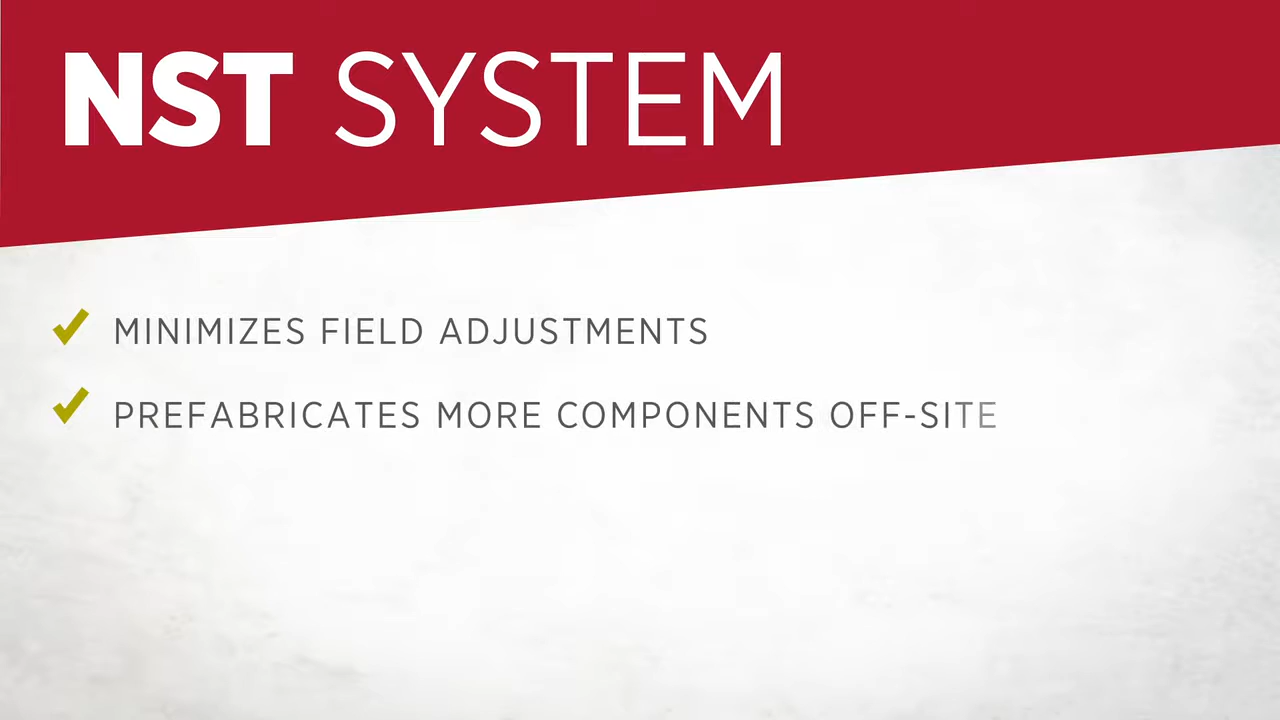 NST SYSTEM
MINIMIZES FIELD ADJUSTMENTS
PREFABRICATES MORE COMPONENTS OFF-SITE